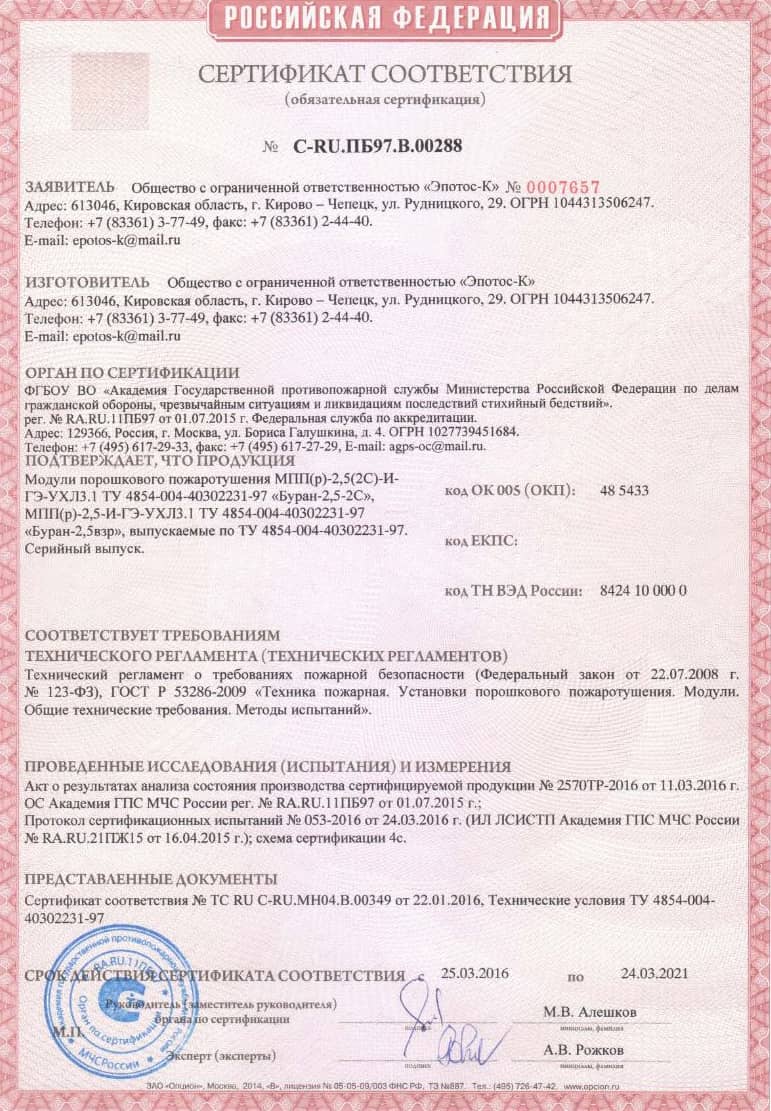 РОССИЙСКАЯ ФЕДЕРАЦИЯ
СЕРТИФИКАТ СООТВЕТСТВИЯ
(обязательная сертификация)
№ C-RU.ПБ97.В.00288
ЗАЯВИТЕЛЬ Общество с ограниченной ответственностью «Эпотос-К» № 0007657
Адрес: 613046, Кировская область, г. Кирово – Чепецк, ул. Рудницкого, 29. ОГРН 1044313506247.
Телефон: +7 (83361) 3-77-49, факс: +7 (83361) 2-44-40.
E-mail: epotos-k@mail.ru
ИЗГОТОВИТЕЛЬ Общество с ограниченной ответственностью «Эпотос-К»
Адрес: 613046, Кировская область, г. Кирово – Чепецк, ул. Рудницкого, 29. ОГРН 1044313506247.
Телефон: +7 (83361) 3-77-49, факс: +7 (83361) 2-44-40.
E-mail: epotos-k@mail.ru
ОРГАН ПО СЕРТИФИКАЦИИ
ФГБОУ ВО «Академия Государственной противопожарной службы Министерства Российской Федерации по делам
гражданской обороны, чрезвычайным ситуациям и ликвидациям последствий стихийный бедствий».
рег. № RA.RU.11ПБ97 от 01.07.2015 г. Федеральная служба по аккредитации.
Адрес: 129366, Россия, г. Москва, ул. Бориса Галушкина, д. 4. ОГРН 1027739451684.
Телефон: +7 (495) 617-29-33, факс: +7 (495) 617-27-29, E-mail: agps-oc@mail.ru.
ПОДТВЕРЖДАЕТ, ЧТО ПРОДУКЦИЯ
Модули порошкового пожаротушения МПП(р)-2,5(2С)-И-
ГЭ-УХЛ3.1 ТУ 4854-004-40302231-97 «Буран-2,5-2С»,
МПП(р)-2,5-И-ГЭ-УХЛ3.1 ТУ 4854-004-40302231-97
«Буран-2,5взр», выпускаемые по ТУ 4854-004-40302231-97.
Серийный выпуск.
код ОК 005 (ОКП): 48 5433
код ЕКПС:
код ТН ВЭД России: 8424 10 000 0
СООТВЕТСТВУЕТ ТРЕБОВАНИЯМ
ТЕХНИЧЕСКОГО РЕГЛАМЕНТА (ТЕХНИЧЕСКИХ РЕГЛАМЕНТОВ)
Технический регламент о требованиях пожарной безопасности (Федеральный закон от 22.07.2008 г.
№ 123-ФЗ), ГОСТ Р 53286-2009 «Техника пожарная. Установки порошкового пожаротушения. Модули.
Общие технические требования. Методы испытаний».
ПРОВЕДЕННЫЕ ИССЛЕДОВАНИЯ (ИСПЫТАНИЯ) И ИЗМЕРЕНИЯ
Акт о результатах анализа состояния производства сертифицируемой продукции № 2570ТР-2016 от 11.03.2016 г.
ОС Академия ГПС МЧС России рег. № RA.RU.11ПБ97 от 01.07.2015 г.;
Протокол сертификационных испытаний № 053-2016 от 24.03.2016 г. (ИЛ ЛСИСТП Академия ГПС МЧС России
№ RA.RU.21ПЖ15 от 16.04.2015 г.); схема сертификации 4с.
ПРЕДСТАВЛЕННЫЕ ДОКУМЕНТЫ
Сертификат соответствия № ТС RU C-RU.МН04.В.00349 от 22.01.2016, Технические условия ТУ 4854-004-
40302231-97
СРОК ДЕЙСТВИЯ СЕРТИФИКАТА СООТВЕТСТВИЯ с 25.03.2016 по 24.03.2021
Руководитель (заместитель руководителя)
органа по сертификации
М.В. Алешков
подпись
инициалы, фамилия
М.П.
Эксперт (эксперты)
А.В. Рожков
подпись
инициалы, фамилия
RA.RU.11ПБ97
Орган по сертификации
МЧС России
ЗАО «Опцион», Москва, 2014, «В», лицензия № 05-05-09/003 ФНС РФ, ТЗ №887. Тел.: (495) 726-47-42, www.opcion.ru